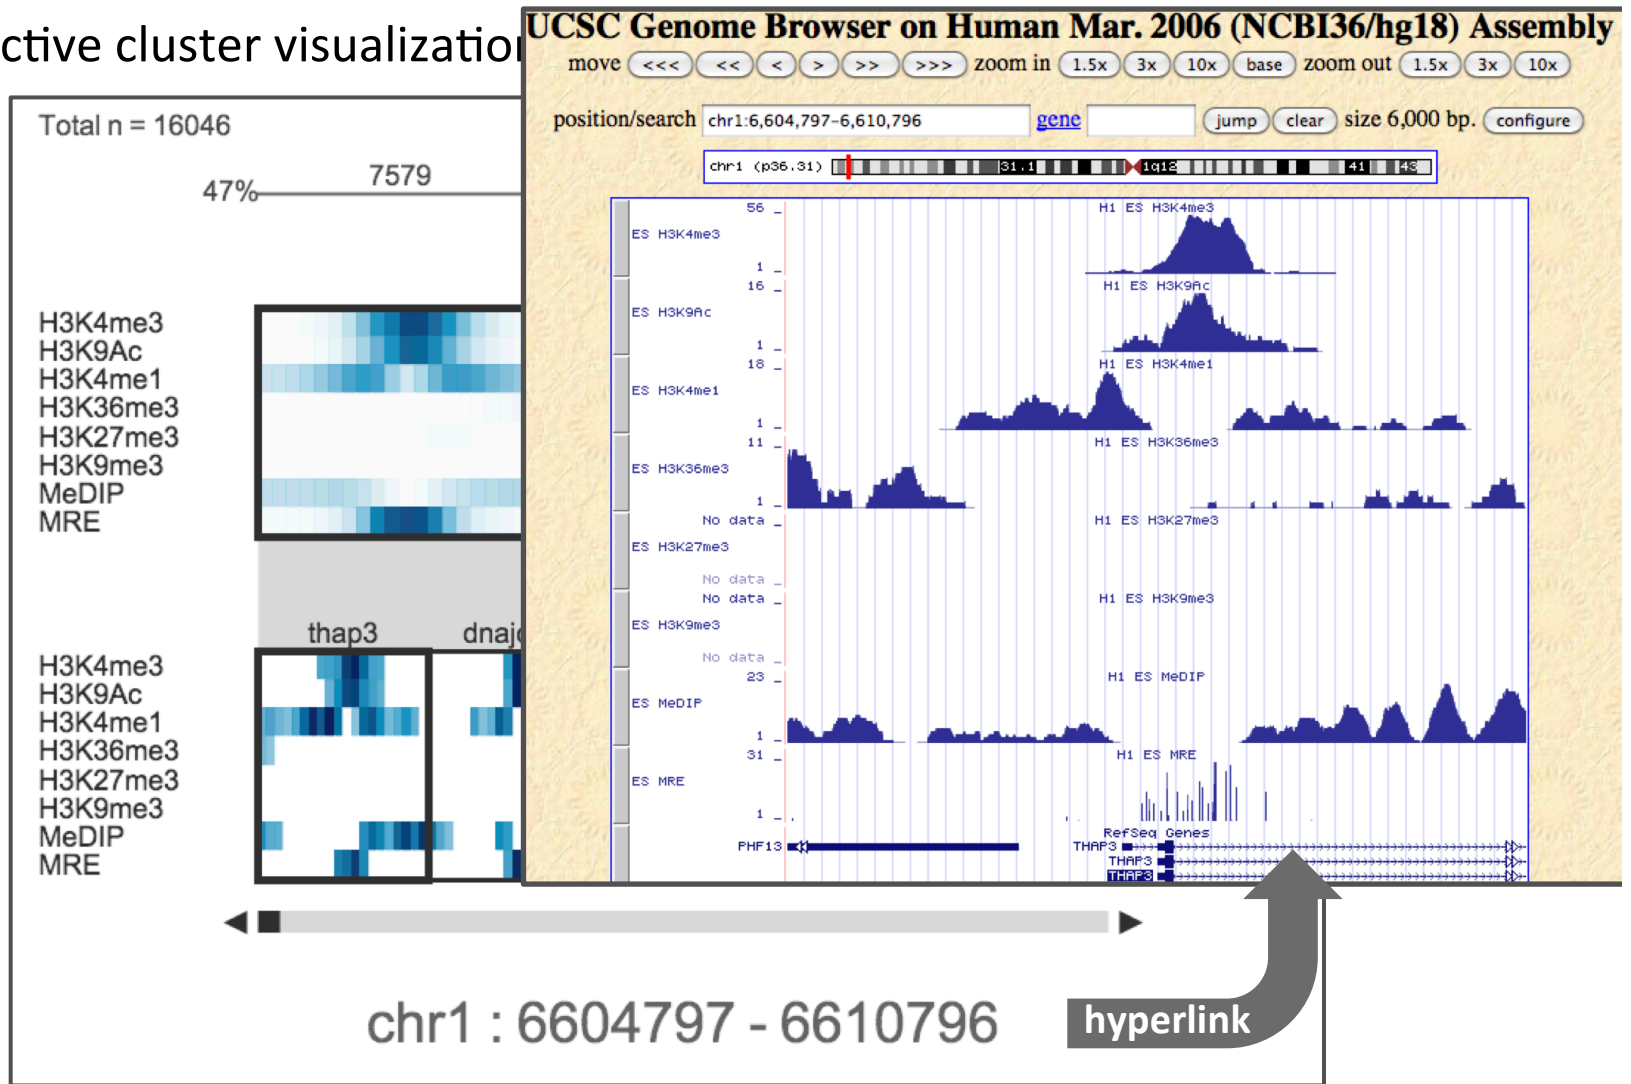 ctive cluster visualization
Total n = 16046
47%
7579
H3K4me3
H3K9Ac
H3K4me1
H3K36me3
H3K27me3
H3K9me3
MeDIP
MRE
thap3
dnajc
H3K4me3
H3K9Ac
H3K4me1
H3K36me3
H3K27me3
H3K9me3
MeDIP
MRE
chr1 : 6604797 - 6610796
hyperlink
UCSC Genome Browser on Human Mar. 2006 (NCBI36/hg18) Assembly
move <<< << < > >> >>> zoom in 1.5x 3x 10x base zoom out 1.5x 3x 10x
position/search chr1:6,604,797-6,610,796 gene jump clear size 6,000 bp. configure
chr1 (p36.31) 31.1 1q12 41 43
56
H1 ES H3K4me3
ES H3K4me3
1
16
H1 ES H3K9Ac
ES H3K9Ac
1
18
H1 ES H3K4me1
ES H3K4me1
1
11
H1 ES H3K36me3
ES H3K36me3
1
No data
H1 ES H3K27me3
ES H3K27me3
No data
No data
H1 ES H3K9me3
ES H3K9me3
No data
23
H1 ES MeDIP
ES MeDIP
1
31
H1 ES MRE
ES MRE
1
RefSeq Genes
PHF13
THAP3
THAP3
THAP3